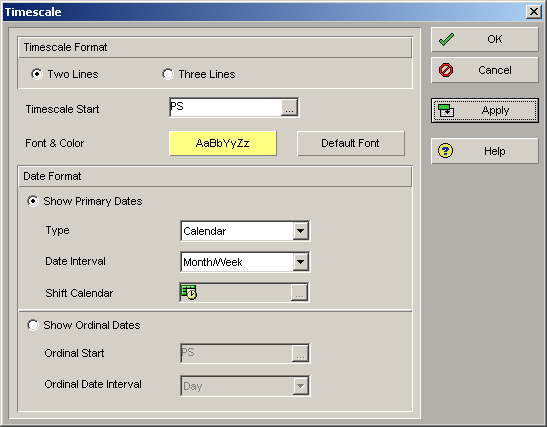 Timescale
Timescale Format
Two Lines Three Lines
Timescale Start PS ...
Font & Color AaBbYyZz Default Font
Date Format
Show Primary Dates
Type Calendar
Date Interval Month/Week
Shift Calendar ...
Show Ordinal Dates
Ordinal Start PS ...
Ordinal Date Interval Day
OK
Cancel
Apply
? Help